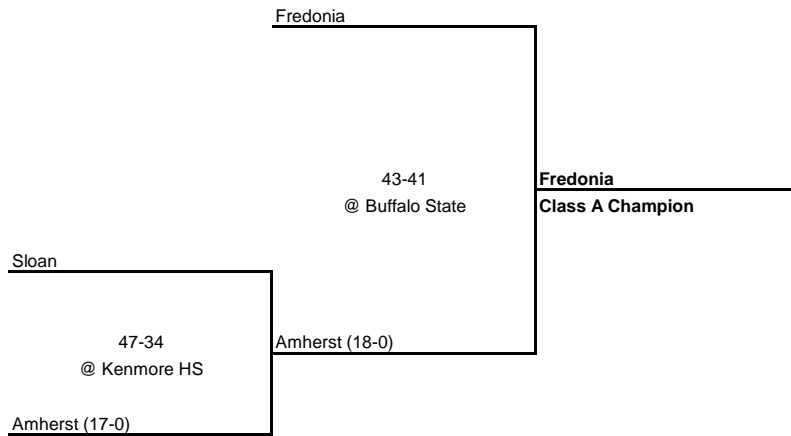 Fredonia
43-41
@ Buffalo State
Fredonia
Class A Champion
Sloan
47-34
@ Kenmore HS
Amherst (18-0)
Amherst (17-0)